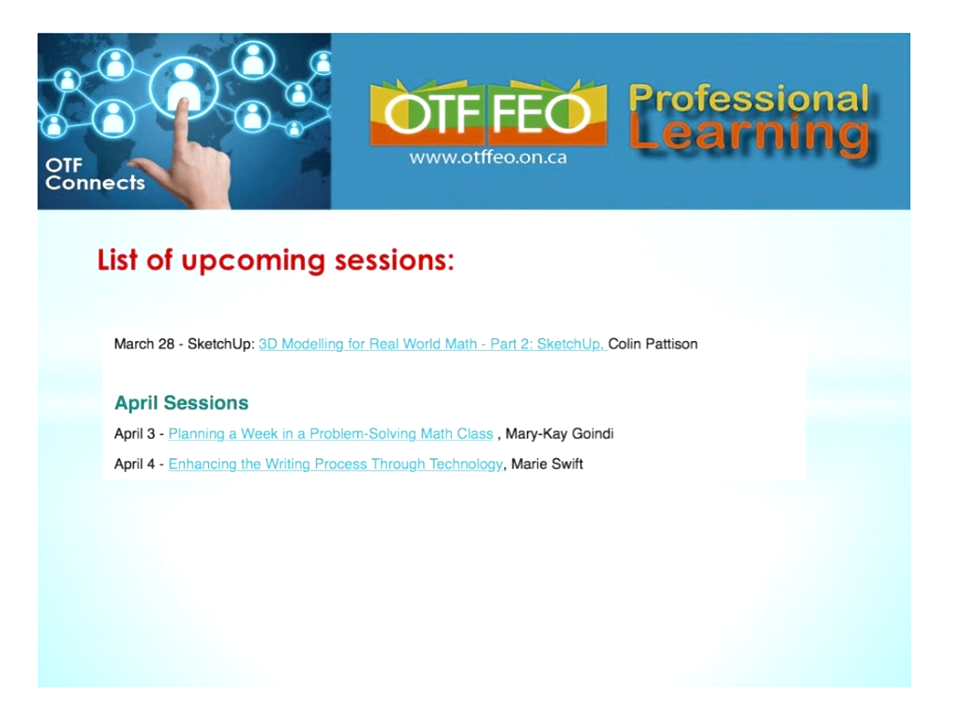 OTF
Connects
OTF FEO
www.otffeo.on.ca
Professional
Learning
List of upcoming sessions:
March 28 - SketchUp: 3D Modelling for Real World Math - Part 2: SketchUp, Colin Pattison
April Sessions
April 3 - Planning a Week in a Problem-Solving Math Class , Mary-Kay Goindi
April 4 - Enhancing the Writing Process Through Technology, Marie Swift